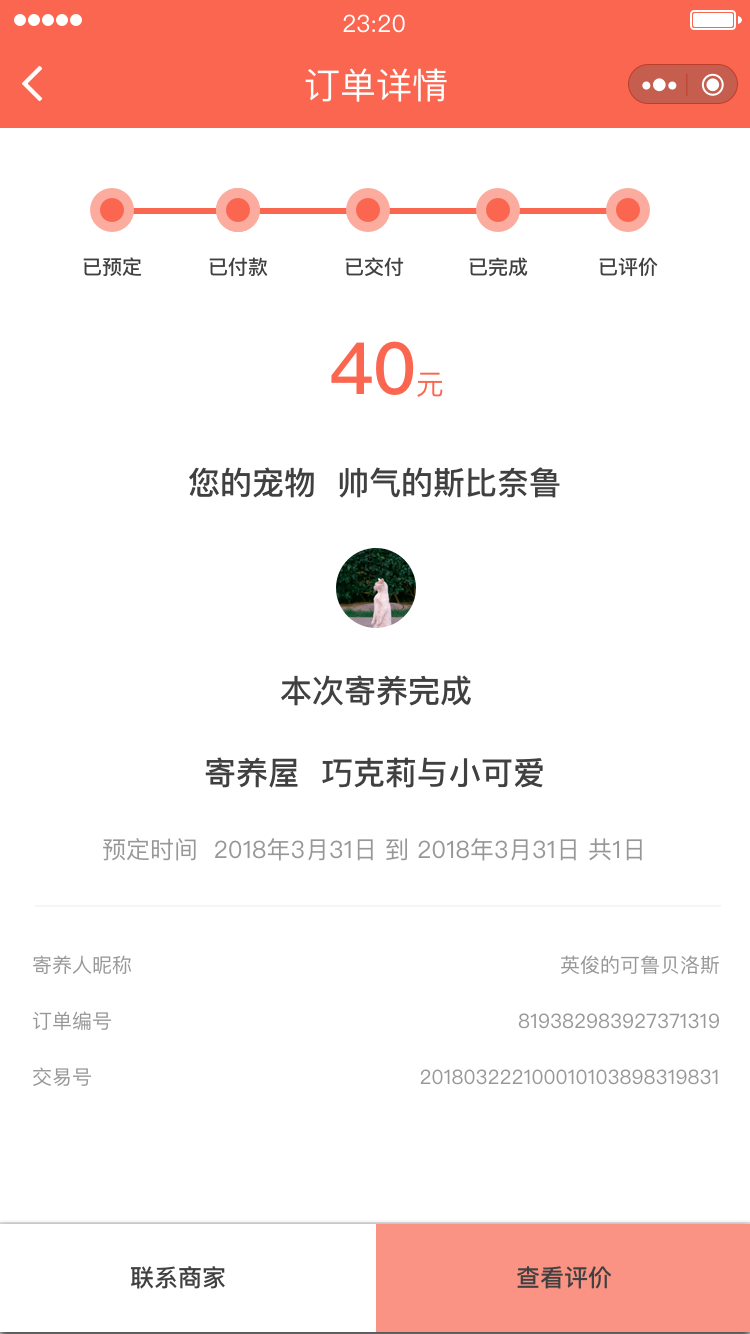 23:20
订单详情
已预定 已付款 已交付 已完成 已评价
40元
您的宠物 帅气的斯比奈鲁
本次寄养完成
寄养屋 巧克莉与小可爱
预定时间 2018年3月31日 到 2018年3月31日 共1日
寄养人昵称 英俊的可鲁贝洛斯
订单编号 819382983927371319
交易号 201803222100010103898319831
联系商家 查看评价